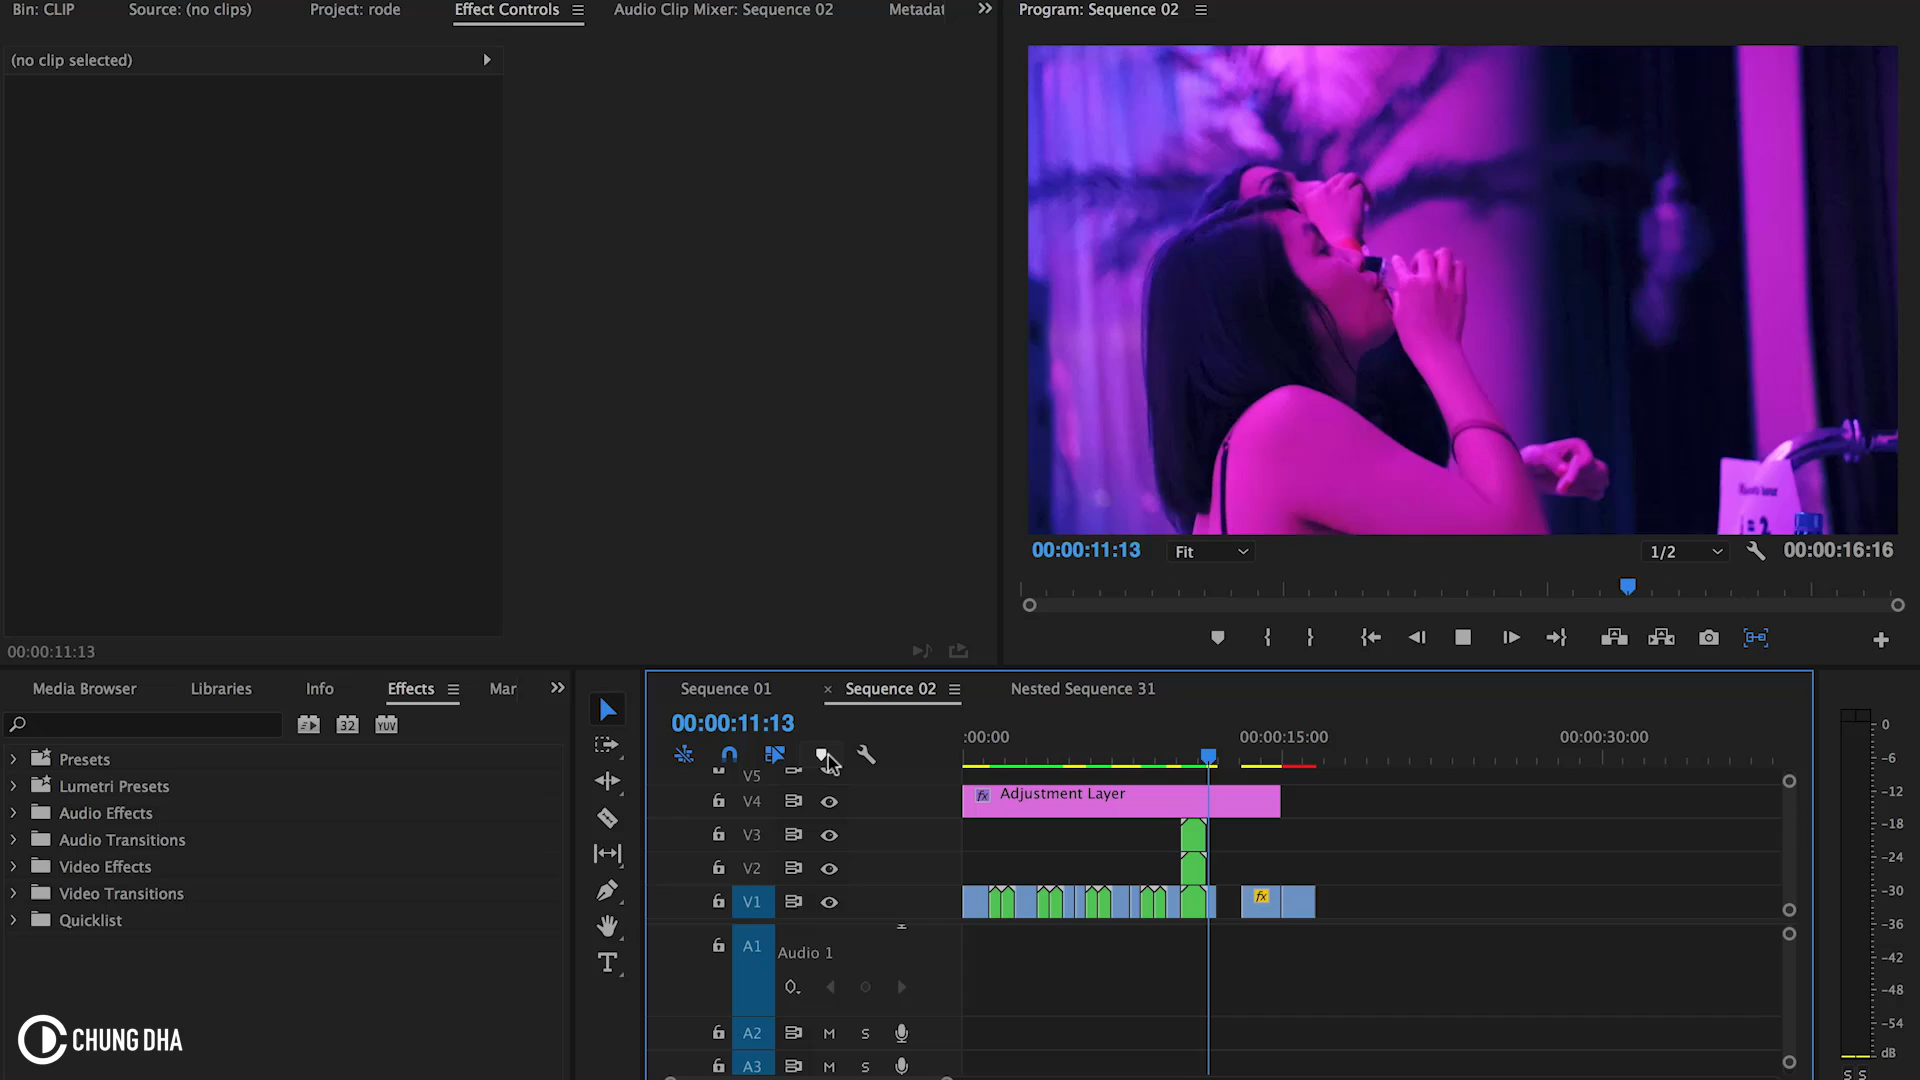 Bin: CLIP
Source: (no clips)
Project: rode
Effect Controls
Audio Clip Mixer: Sequence 02
Metadat
Program: Sequence 02
(no clip selected)
00:00:11:13
Fit
1/2
00:00:16:16
00:00:11:13
Media Browser
Libraries
Info
Effects
Mar
32
YUV
Presets
Lumetri Presets
Audio Effects
Audio Transitions
Video Effects
Video Transitions
Quicklist
Sequence 01
Sequence 02
Nested Sequence 31
00:00:11:13
:00:00
00:00:15:00
00:00:30:00
V5
V4
fx Adjustment Layer
V3
V2
V1
fx
A1
Audio 1
A2 M S
A3 M S
0
-6
-12
-18
-24
-30
-36
-42
-48
-54
dB
S S
CHUNG DHA